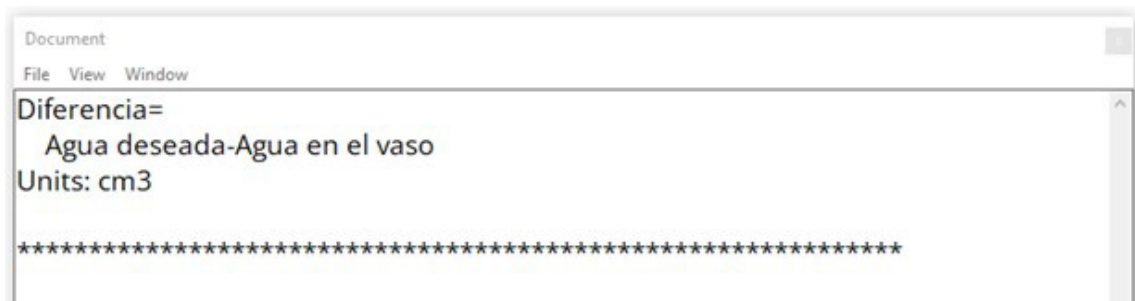 Document
File View Window
Diferencia=
Agua deseada-Agua en el vaso
Units: cm3
*************************************************************